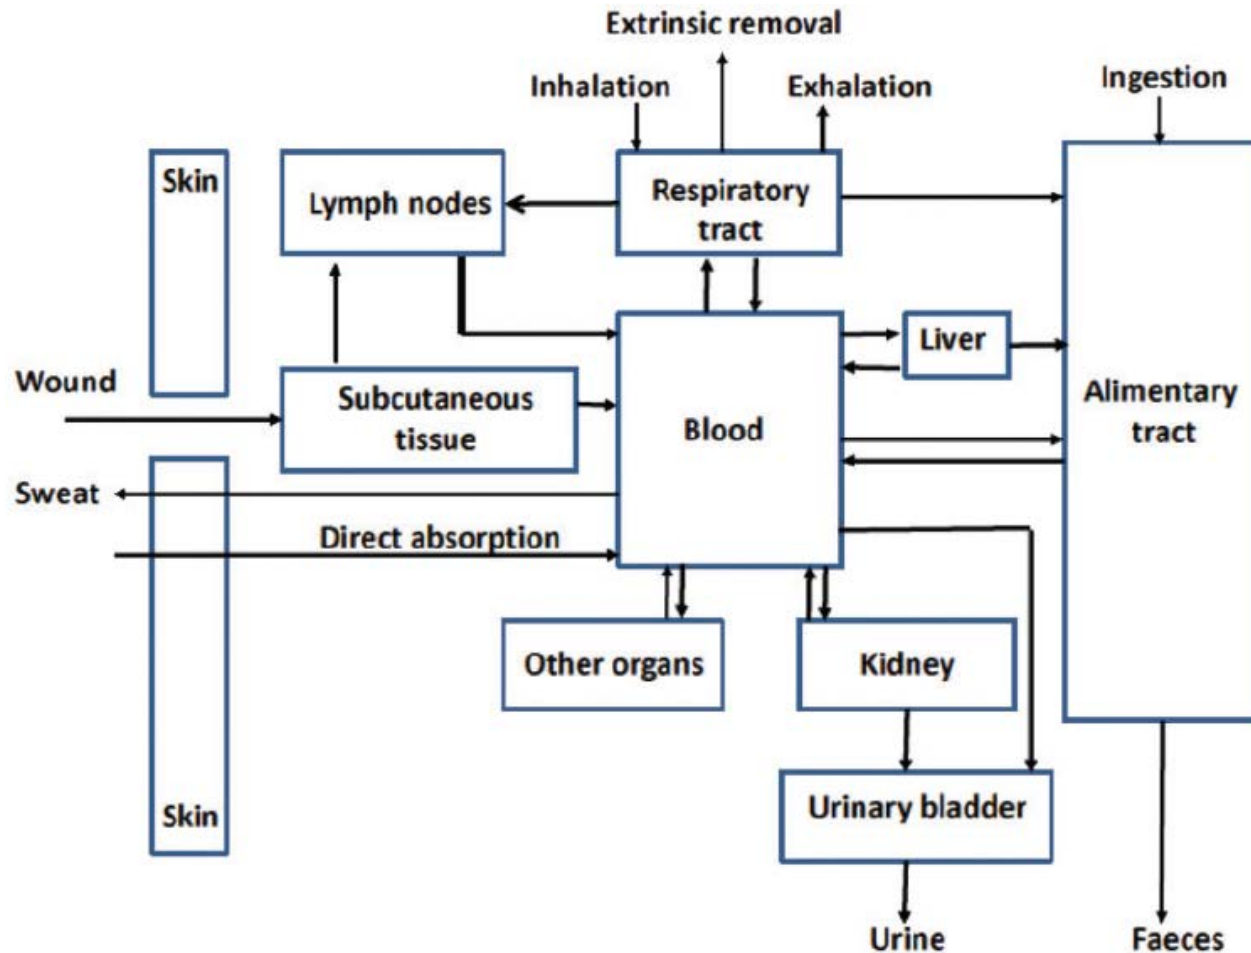 Extrinsic removal
Inhalation
Exhalation
Ingestion
Skin
Lymph nodes
Respiratory
tract
Liver
Wound
Subcutaneous
tissue
Blood
Alimentary
tract
Sweat
Direct absorption
Other organs
Kidney
Skin
Urinary bladder
Urine
Faeces